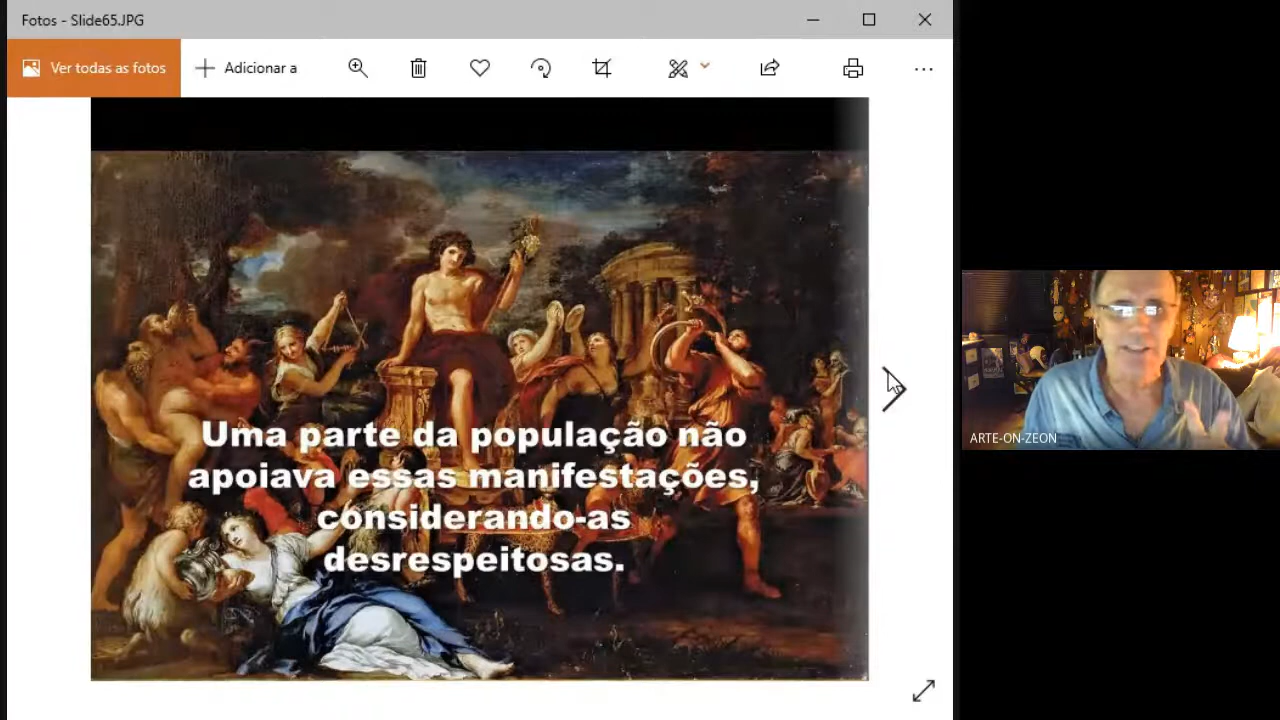 Fotos - Slide65.JPG
Ver todas as fotos
Adicionar a
Uma parte da população não
apoiava essas manifestações,
considerando-as
desrespeitosas.
ARTE-ON-ZEON